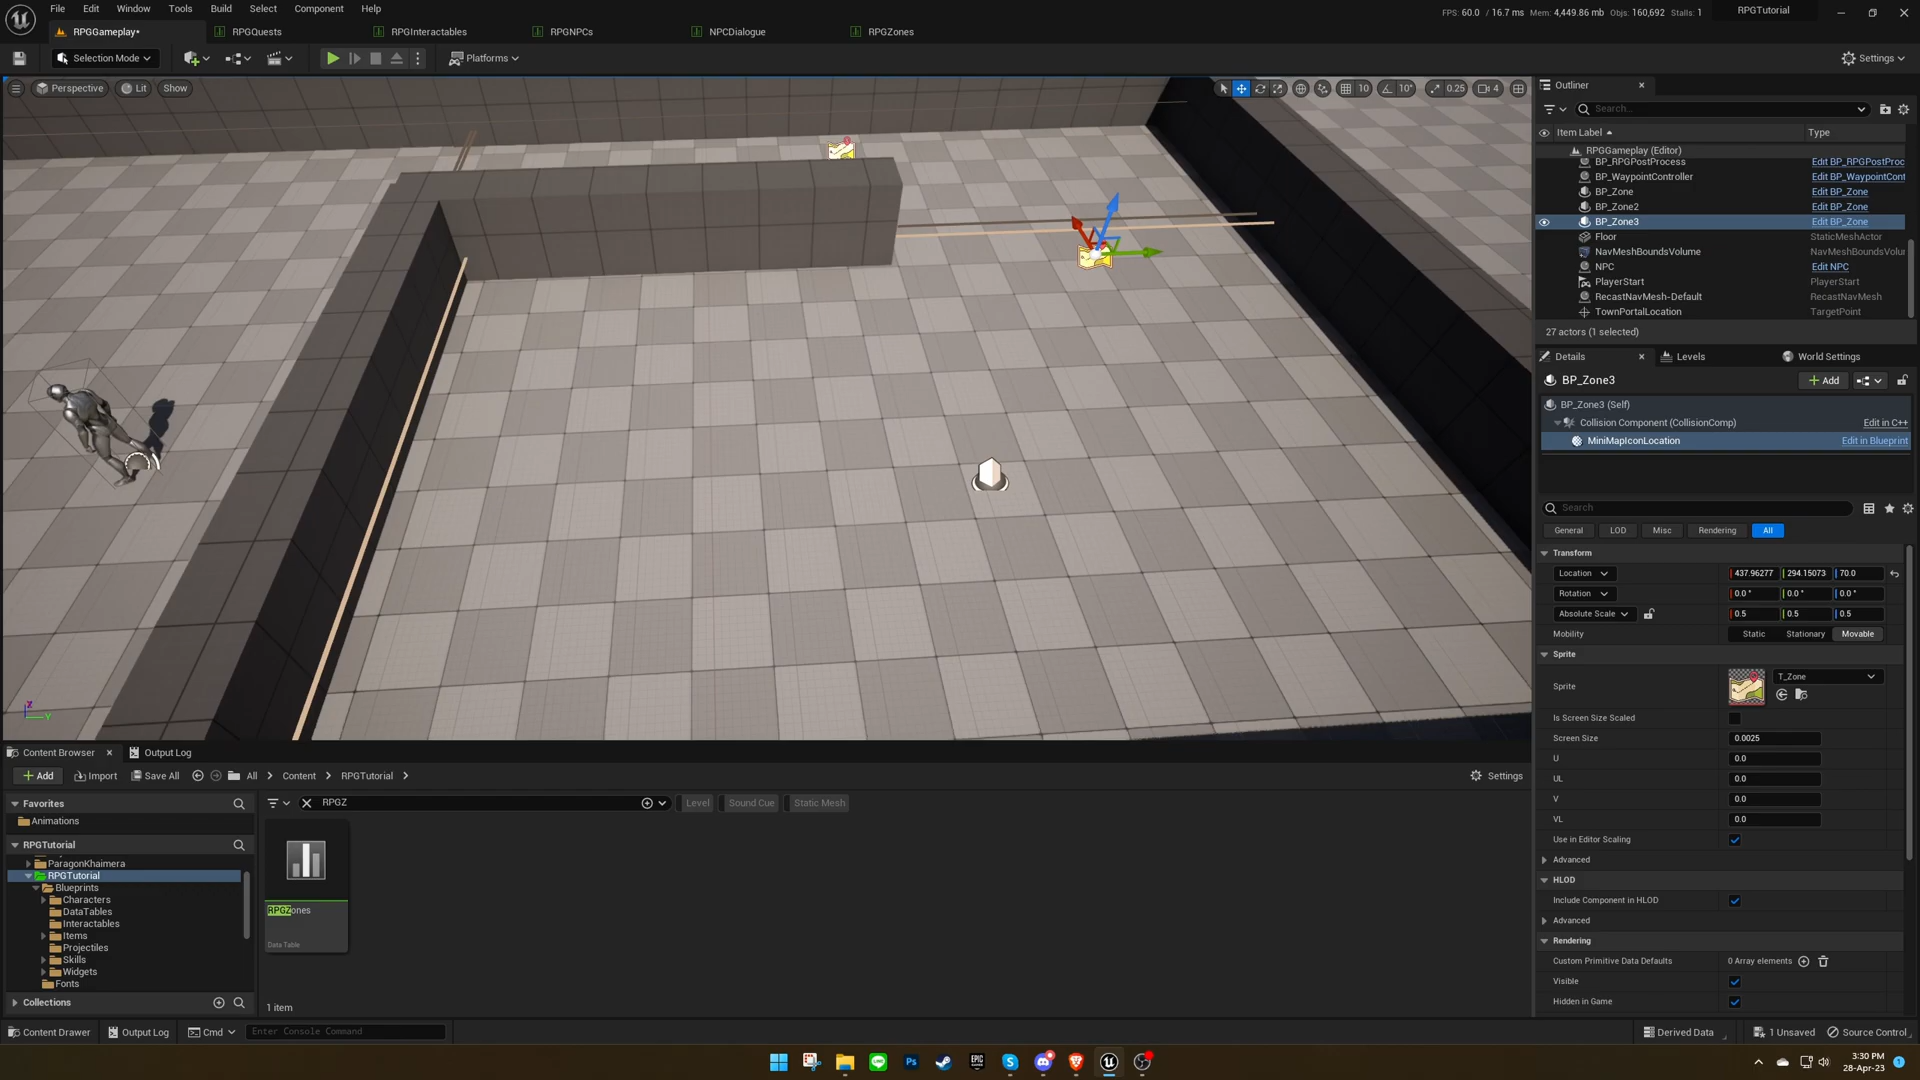 File Edit Window Tools Build Select Component Help
FPS: 60.0 / 16.7 ms Mem: 4,449.86 mb Objs: 160,692 Stalls: 1
RPGTutorial
RPGGameplay•
RPGQuests
RPGInteractables
RPGNPCs
NPCDialogue
RPGZones
Selection Mode
Platforms
Settings
Perspective
Lit
Show
10
10°
0.25
4
Outliner
Search...
Item Label
Type
RPGGameplay (Editor)
BP_RPGPostProcess Edit BP_RPGPostProc
BP_WaypointController Edit BP_WaypointCont
BP_Zone Edit BP_Zone
BP_Zone2 Edit BP_Zone
BP_Zone3 Edit BP_Zone
Floor StaticMeshActor
NavMeshBoundsVolume NavMeshBoundsVolu
NPC Edit NPC
PlayerStart PlayerStart
RecastNavMesh-Default RecastNavMesh
TownPortalLocation TargetPoint
27 actors (1 selected)
Details
Levels
World Settings
BP_Zone3
Add
BP_Zone3 (Self)
Collision Component (CollisionComp) Edit in C++
MiniMapIconLocation Edit in Blueprint
Search
General LOD Misc Rendering All
Transform
Location 437.96277 294.15073 70.0
Rotation 0.0 ° 0.0 ° 0.0 °
Absolute Scale 0.5 0.5 0.5
Mobility Static Stationary Movable
Sprite
Sprite T_Zone
Is Screen Size Scaled
Screen Size 0.0025
U 0.0
UL 0.0
V 0.0
VL 0.0
Use in Editor Scaling
Advanced
HLOD
Include Component in HLOD
Advanced
Rendering
Custom Primitive Data Defaults 0 Array elements
Visible
Hidden in Game
Z
Y
Content Browser
Output Log
Add
Import
Save All
All
Content
RPGTutorial
Settings
Favorites
Animations
RPGTutorial
ParagonKhaimera
RPGTutorial
Blueprints
Characters
DataTables
Interactables
Items
Projectiles
Skills
Widgets
Fonts
Collections
RPGZ
Level
Sound Cue
Static Mesh
RPGZones
Data Table
1 item
Content Drawer
Output Log
Cmd
Enter Console Command
Derived Data
1 Unsaved
Source Control
Ps
EPIC
3:30 PM
28-Apr-23
1